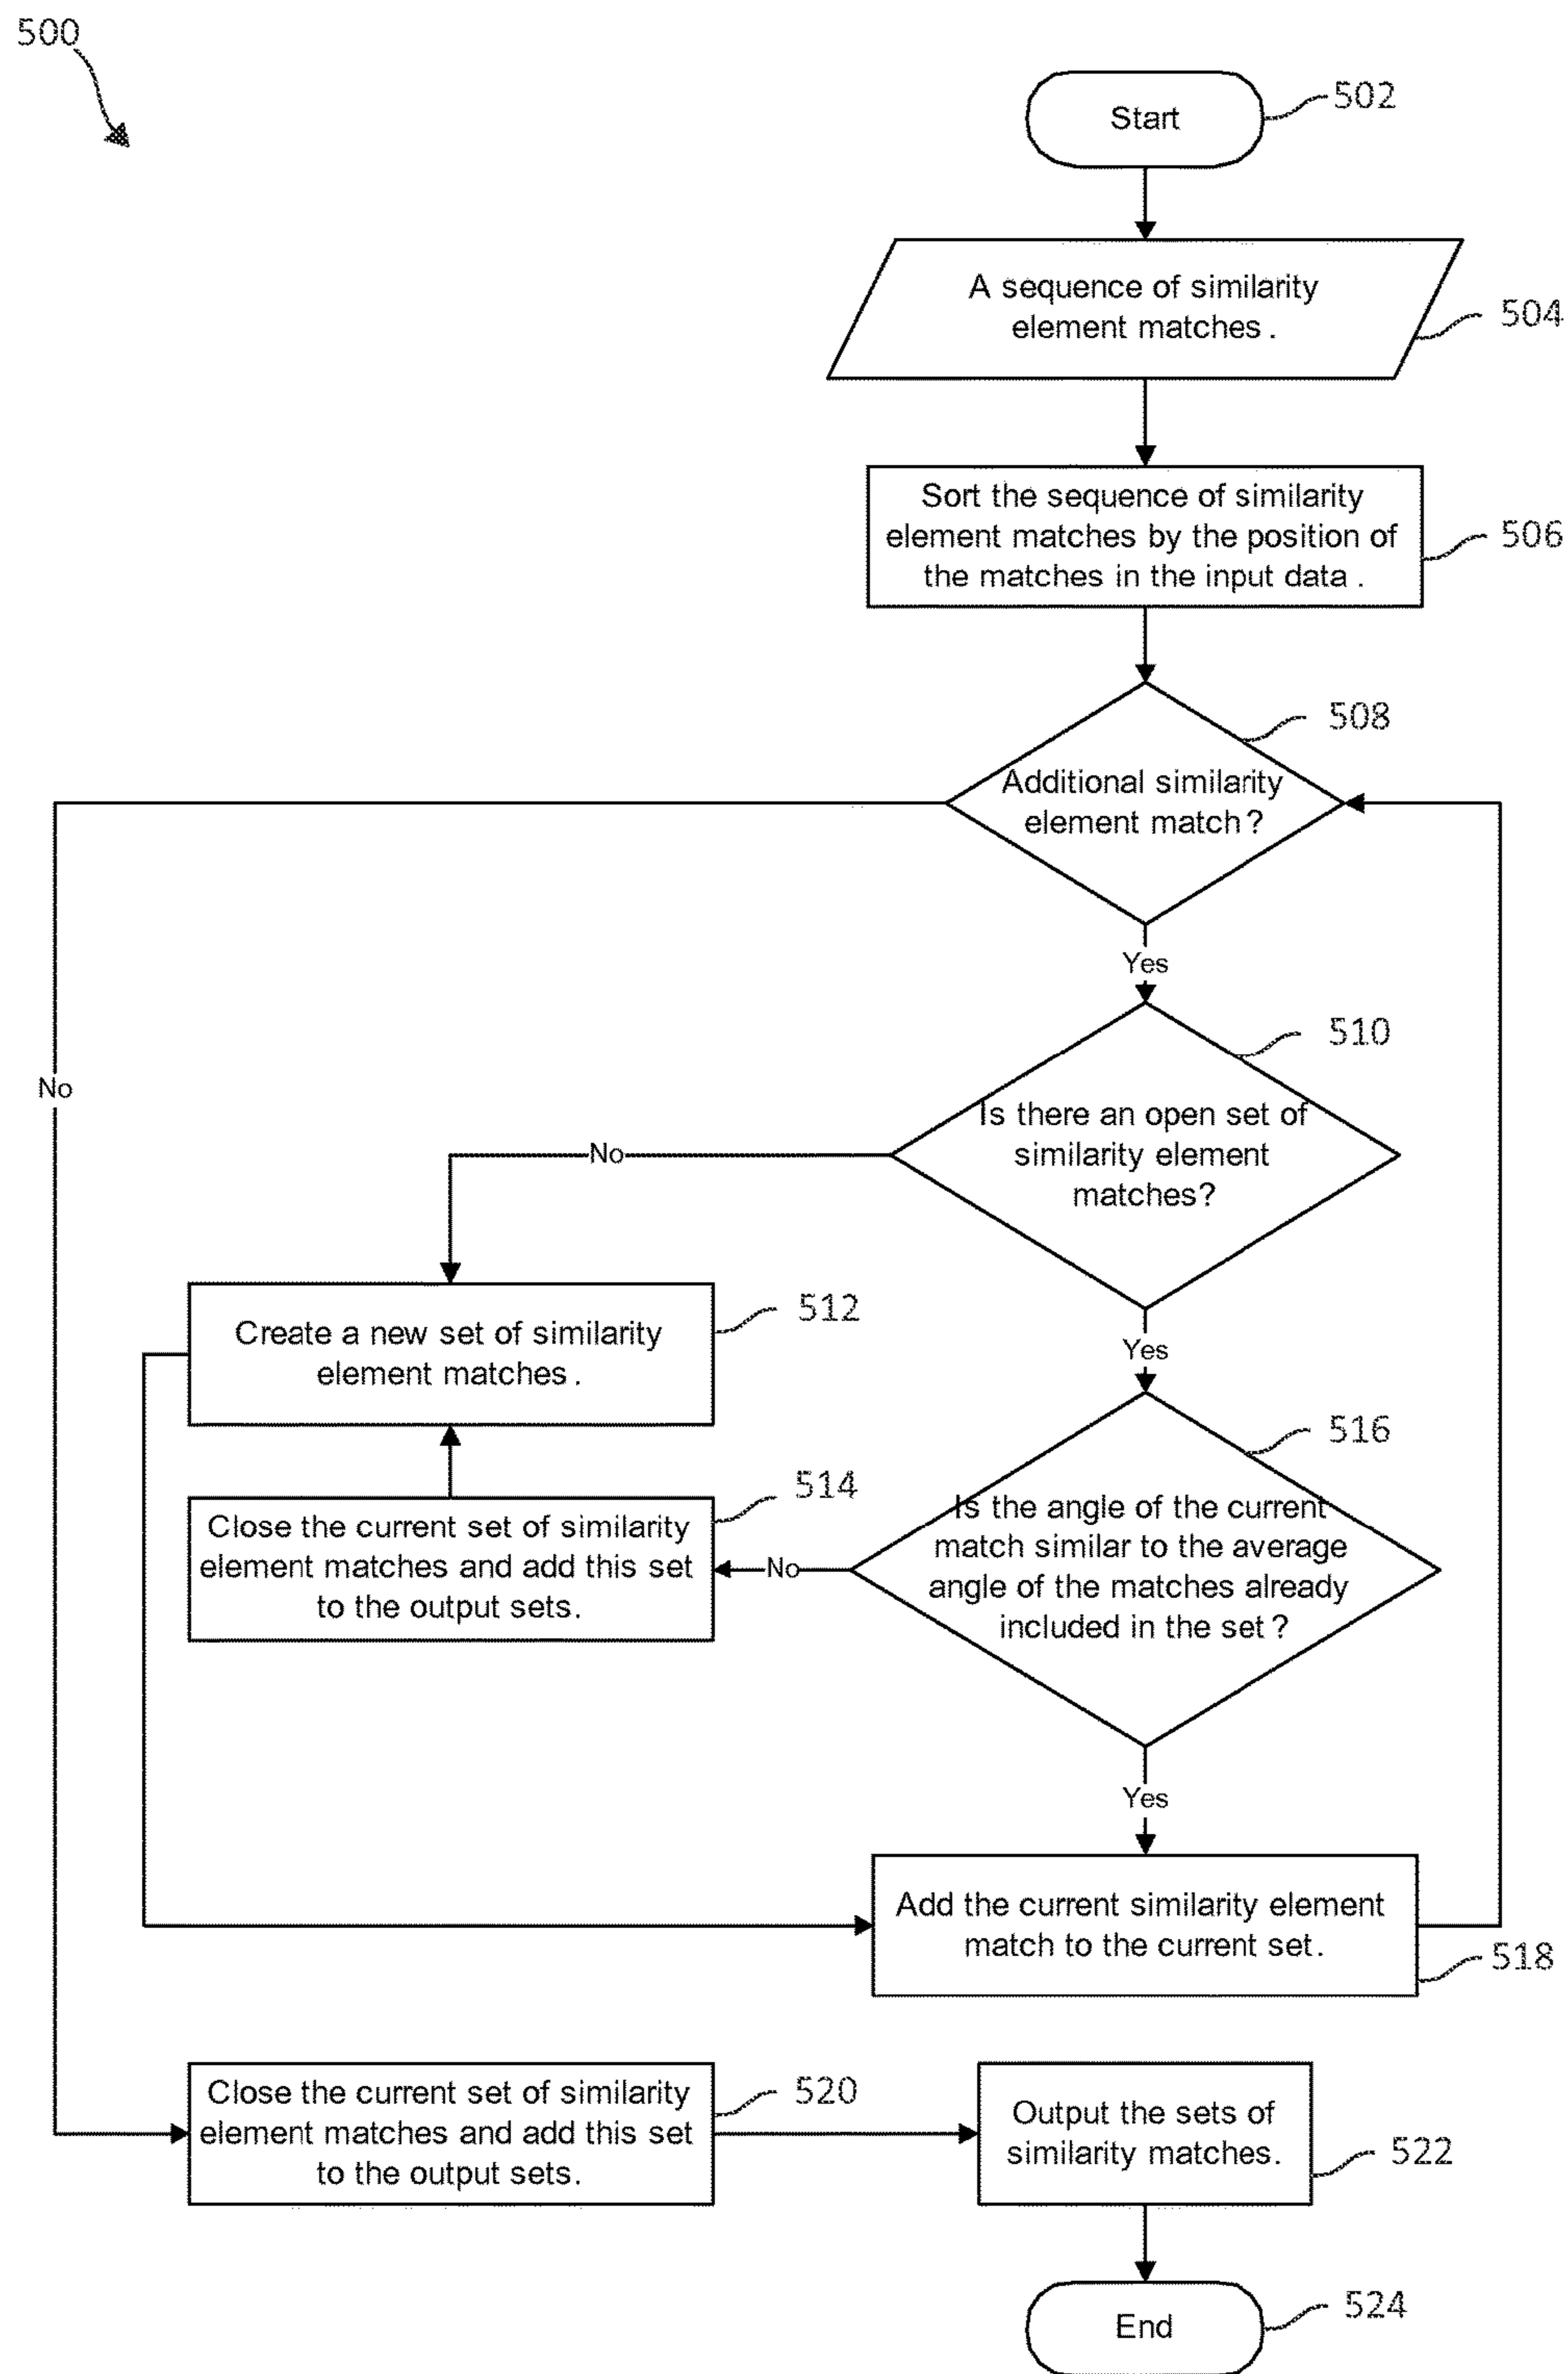 500
Start
502
A sequence of similarity
element matches.
504
Sort the sequence of similarity
element matches by the position of
the matches in the input data.
506
508
Additional similarity
element match?
Yes
No
510
Is there an open set of
similarity element
matches?
No
Yes
512
Create a new set of similarity
element matches.
514
Close the current set of similarity
element matches and add this set
to the output sets.
No
516
Is the angle of the current
match similar to the average
angle of the matches already
included in the set?
Yes
Add the current similarity element
match to the current set.
518
Close the current set of similarity
element matches and add this set
to the output sets.
520
Output the sets of
similarity matches.
522
End
524